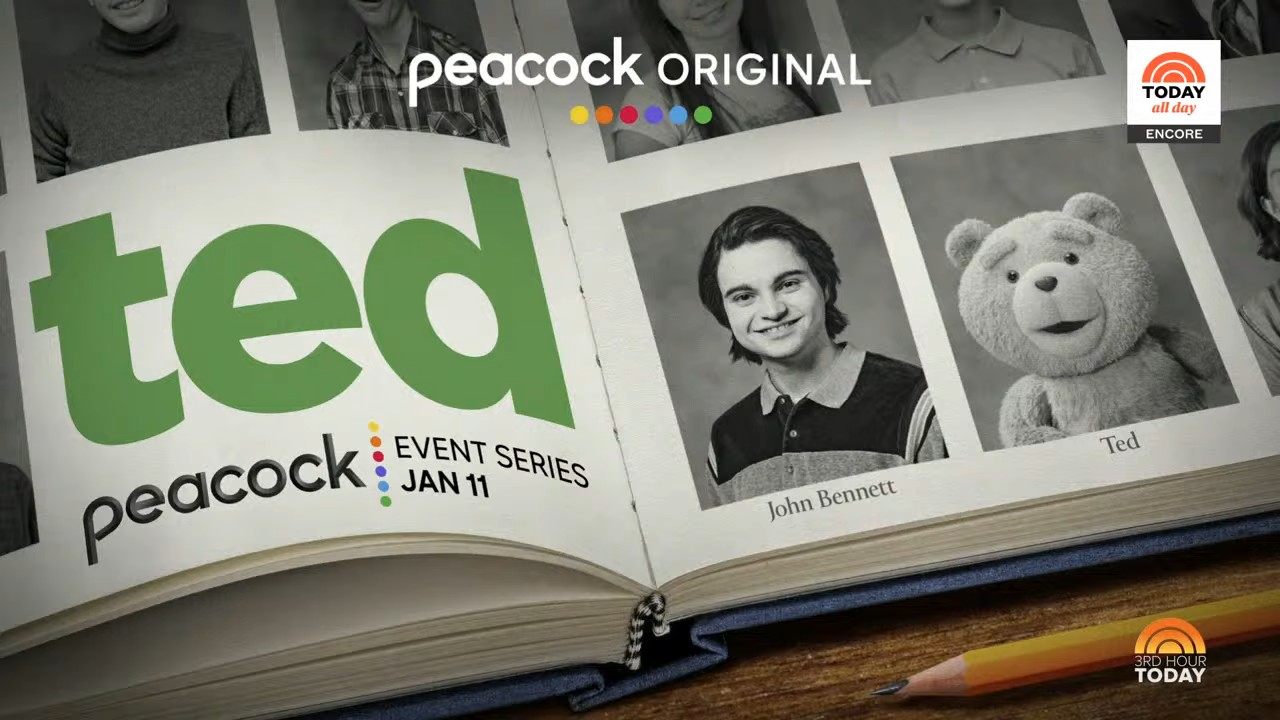 peacock ORIGINAL
TODAY
all day
ENCORE
ted
peacock
EVENT SERIES
JAN 11
John Bennett
Ted
3RD HOUR
TODAY